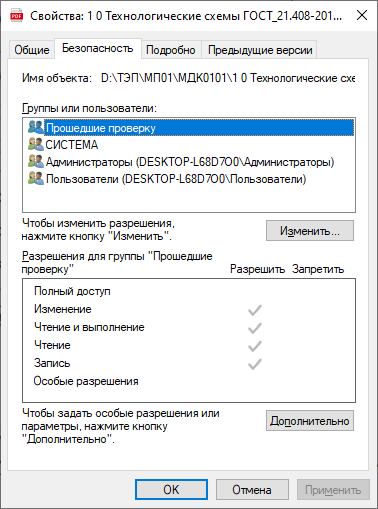 Свойства: 1 0 Технологические схемы ГОСТ_21.408-201...
Общие Безопасность Подробно Предыдущие версии
Имя объекта: D:\ТЭП\МП01\МДК0101\1 0 Технологические схе
Группы или пользователи:
Прошедшие проверку
СИСТЕМА
Администраторы (DESKTOP-L68D7O0\Администраторы)
Пользователи (DESKTOP-L68D7O0\Пользователи)
Чтобы изменить разрешения,
нажмите кнопку "Изменить".
Изменить...
Разрешения для группы "Прошедшие
проверку"
Разрешить Запретить
Полный доступ
Изменение
Чтение и выполнение
Чтение
Запись
Особые разрешения
Чтобы задать особые разрешения или
параметры, нажмите кнопку
"Дополнительно".
Дополнительно
OK Отмена Применить